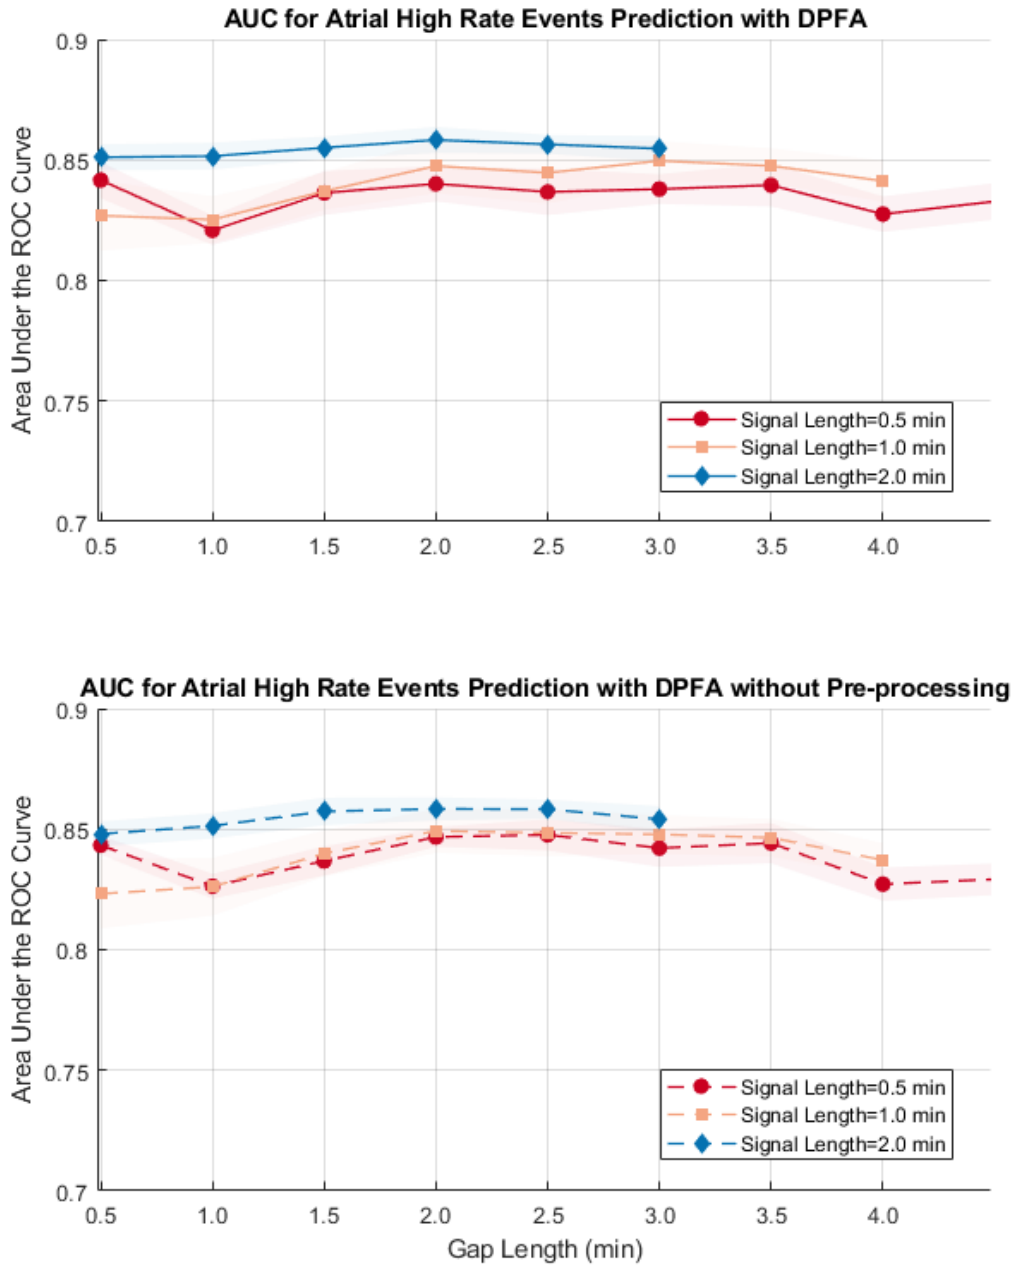 AUC for Atrial High Rate Events Prediction with DPFA
Area Under the ROC Curve
0.9
0.85
0.8
0.75
0.7
Signal Length=0.5 min
Signal Length=1.0 min
Signal Length=2.0 min
0.5 1.0 1.5 2.0 2.5 3.0 3.5 4.0
AUC for Atrial High Rate Events Prediction with DPFA without Pre-processing
Area Under the ROC Curve
0.9
0.85
0.8
0.75
0.7
Signal Length=0.5 min
Signal Length=1.0 min
Signal Length=2.0 min
0.5 1.0 1.5 2.0 2.5 3.0 3.5 4.0
Gap Length (min)